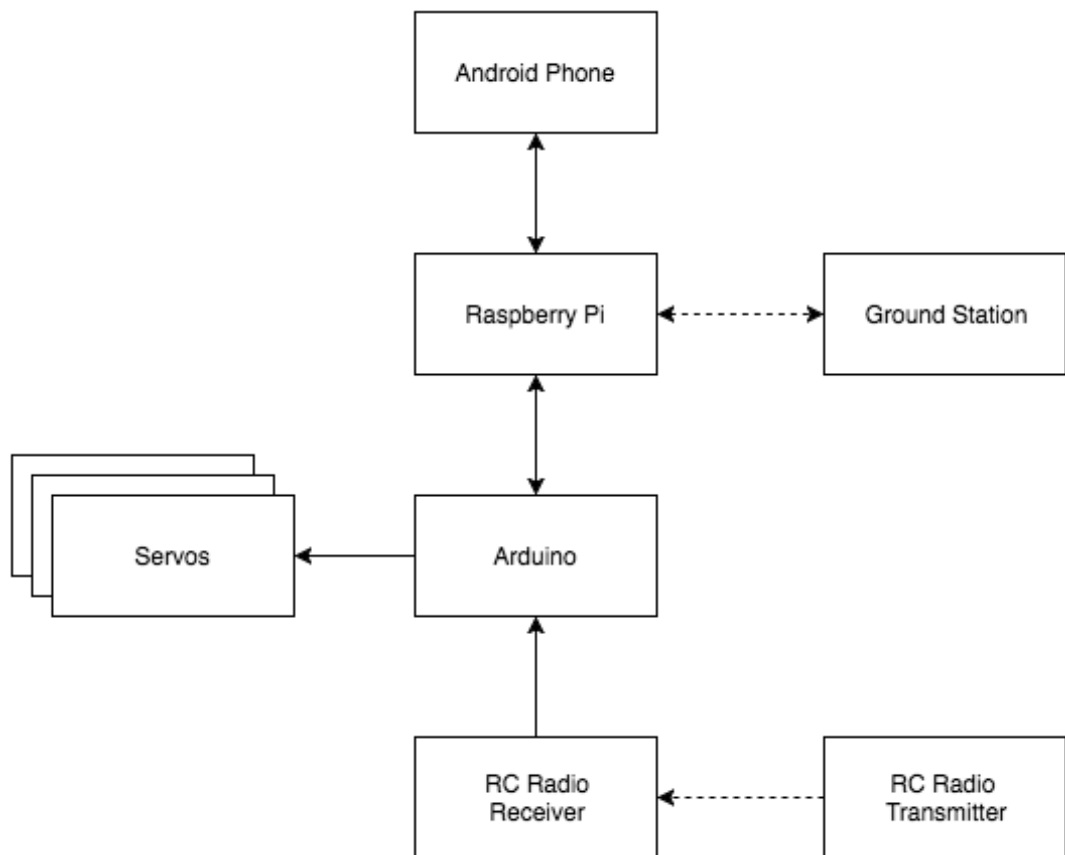 Android Phone
Raspberry Pi
Ground Station
Servos
Arduino
RC Radio
Receiver
RC Radio
Transmitter